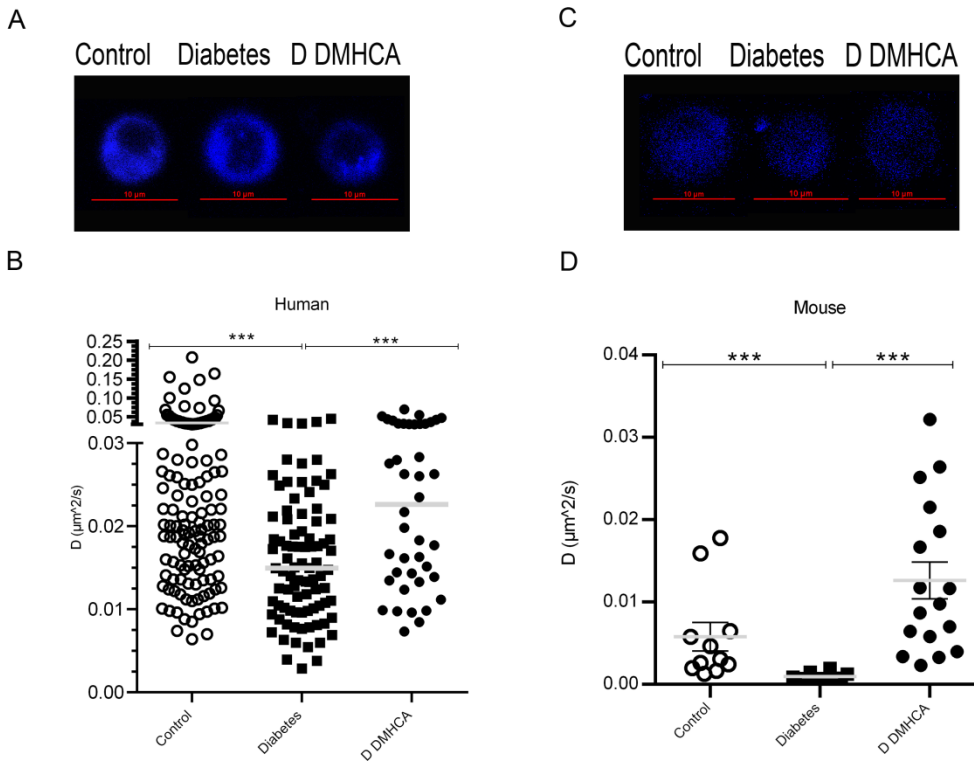 A
Control Diabetes D DMHCA
10 µm 10 µm 10 µm
C
Control Diabetes D DMHCA
10 µm 10 µm 10 µm
B
Human
*** ***
0.25
0.20
0.15
0.10
0.05
0.03
0.02
0.01
0.00
D (µm^2/s)
Control Diabetes D DMHCA
D
Mouse
*** ***
0.04
0.03
0.02
0.01
0.00
D (µm^2/s)
Control Diabetes D DMHCA